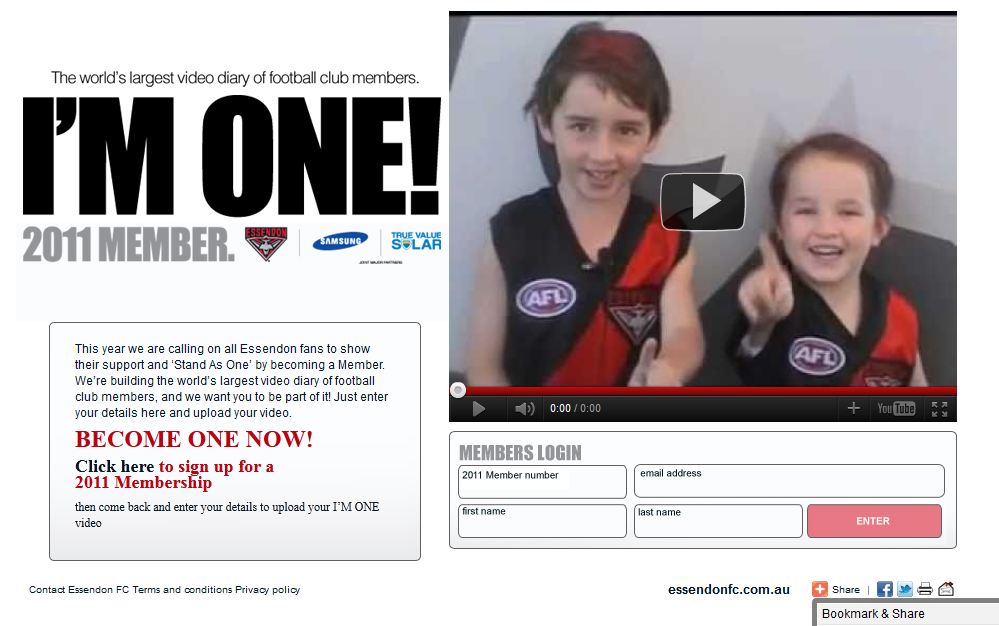 The world's largest video diary of football club members.
I'M ONE!
2011 MEMBER.
ESSENDON
SAMSUNG
TRUE VALUE
SOLAR
JOINT MAJOR PARTNERS
This year we are calling on all Essendon fans to show
their support and ‘Stand As One’ by becoming a Member.
We’re building the world’s largest video diary of football
club members, and we want you to be part of it! Just enter
your details here and upload your video.
BECOME ONE NOW!
Click here to sign up for a
2011 Membership
then come back and enter your details to upload your I’M ONE
video
AFL
ESSENDON
AFL
0:00 / 0:00
YouTube
MEMBERS LOGIN
2011 Member number
email address
first name
last name
ENTER
Contact Essendon FC Terms and conditions Privacy policy
essendonfc.com.au
Share |
Bookmark & Share